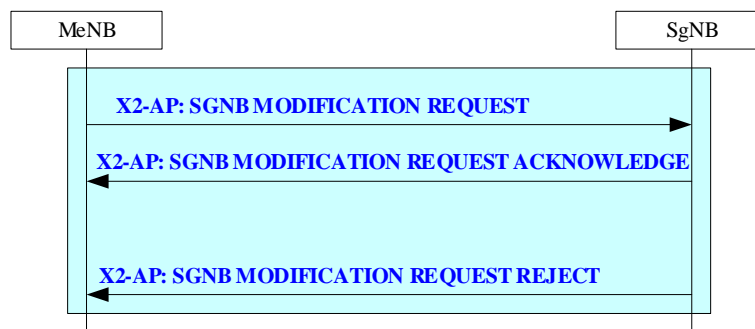 MeNB
SgNB
X2-AP: SGNB MODIFICATION REQUEST
X2-AP: SGNB MODIFICATION REQUEST ACKNOWLEDGE
X2-AP: SGNB MODIFICATION REQUEST REJECT